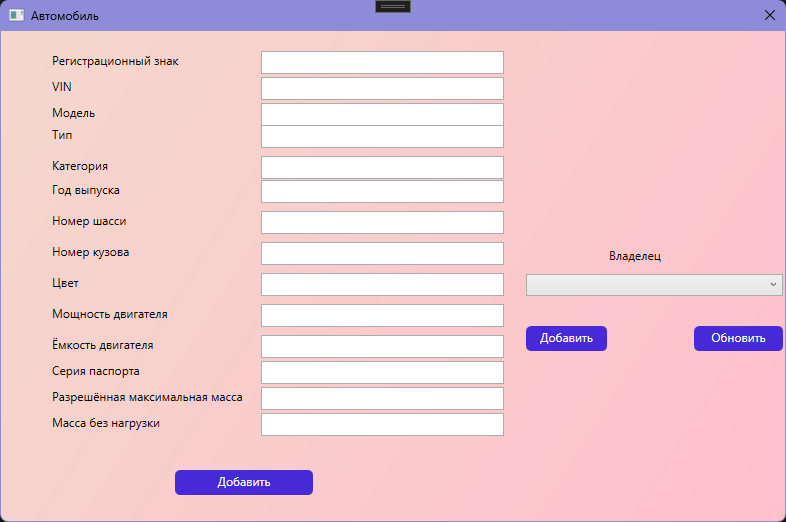 Автомобиль
Регистрационный знак
VIN
Модель
Тип
Категория
Год выпуска
Номер шасси
Номер кузова
Цвет
Мощность двигателя
Ёмкость двигателя
Серия паспорта
Разрешённая максимальная масса
Масса без нагрузки
Добавить
Владелец
Добавить
Обновить